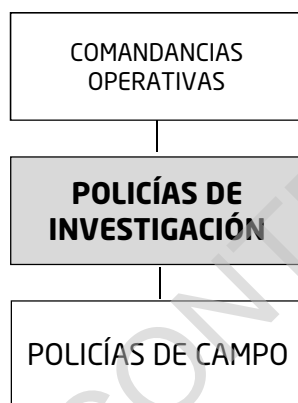 COMANDANCIAS
OPERATIVAS
POLICÍAS DE
INVESTIGACIÓN
POLICÍAS DE CAMPO